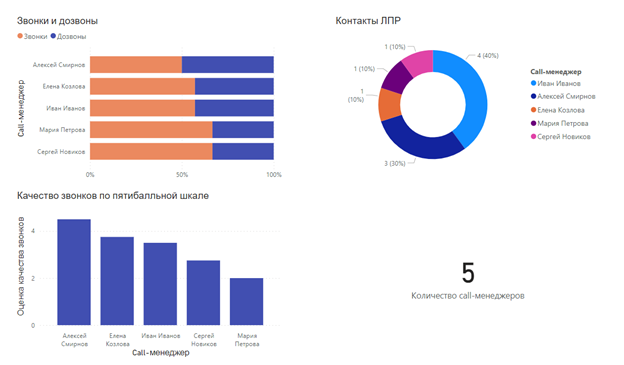 Звонки и дозвоны
Звонки Дозвоны
Call-менеджер
Алексей Смирнов
Елена Козлова
Иван Иванов
Мария Петрова
Сергей Новиков
0% 50% 100%
Контакты ЛПР
4 (40%)
3 (30%)
1
(10%)
1 (10%)
1 (10%)
Call-менеджер
Иван Иванов
Алексей Смирнов
Елена Козлова
Мария Петрова
Сергей Новиков
Качество звонков по пятибалльной шкале
Оценка качества звонков
4
2
0
Алексей
Смирнов
Елена
Козлова
Иван Иванов
Сергей
Новиков
Мария
Петрова
Call-менеджер
5
Количество call-менеджеров